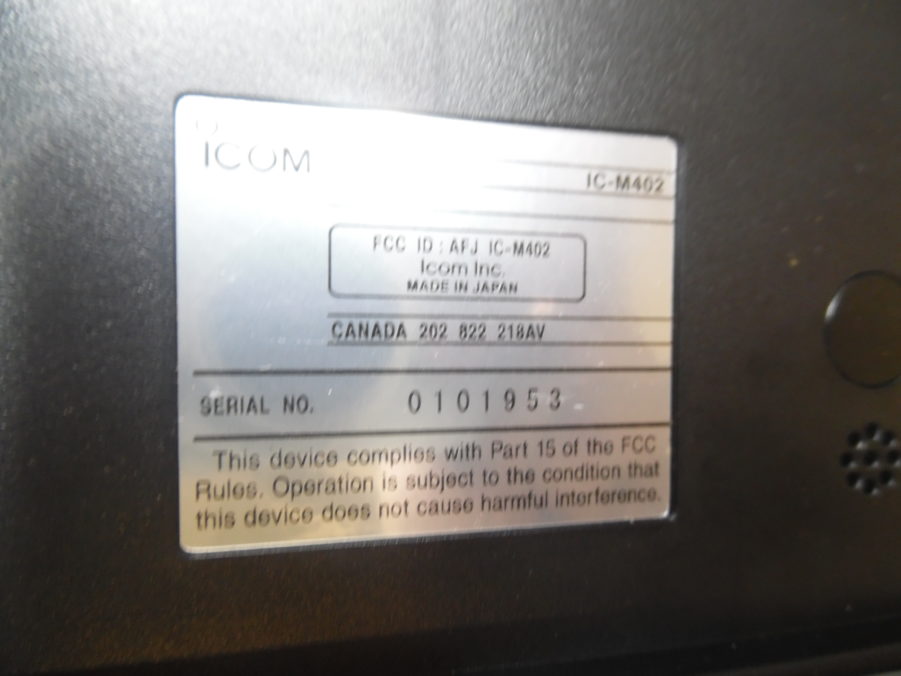 ICOM
IC-M402
FCC ID : AFJ IC-M402
Icom Inc.
MADE IN JAPAN
CANADA 202 822 218AV
SERIAL NO. 0101953
This device complies with Part 15 of the FCC
Rules. Operation is subject to the condition that
this device does not cause harmful interference.